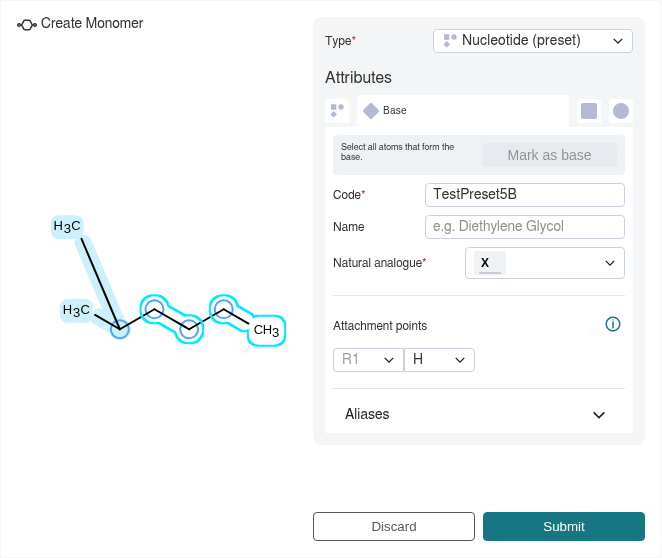 Create Monomer
Type*
Nucleotide (preset)
Attributes
Base
Select all atoms that form the
base.
Mark as base
Code*
TestPreset5B
Name
e.g. Diethylene Glycol
Natural analogue*
X
Attachment points
R1
H
Aliases
H3C
H3C
CH3
Discard
Submit